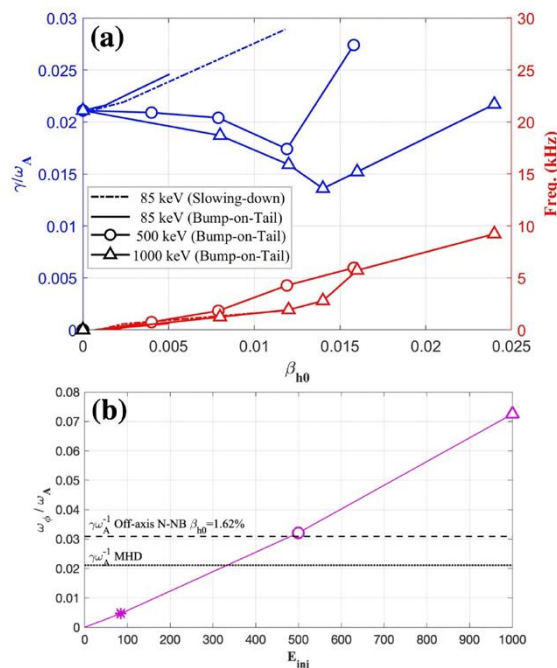 (a)
0.03
0.025
0.02
0.015
0.01
0.005
0
γ/ω_A
30
25
20
15
10
5
0
Freq. (kHz)
85 keV (Slowing-down)
85 keV (Bump-on-Tail)
500 keV (Bump-on-Tail)
1000 keV (Bump-on-Tail)
0 0.005 0.01 0.015 0.02 0.025
β_h0
(b)
0.08
0.07
0.06
0.05
0.04
0.03
0.02
0.01
0
ω_ϕ / ω_A
γω_A^-1 Off-axis N-NB β_h0=1.62%
γω_A^-1 MHD
0 100 200 300 400 500 600 700 800 900 1000
E_ini